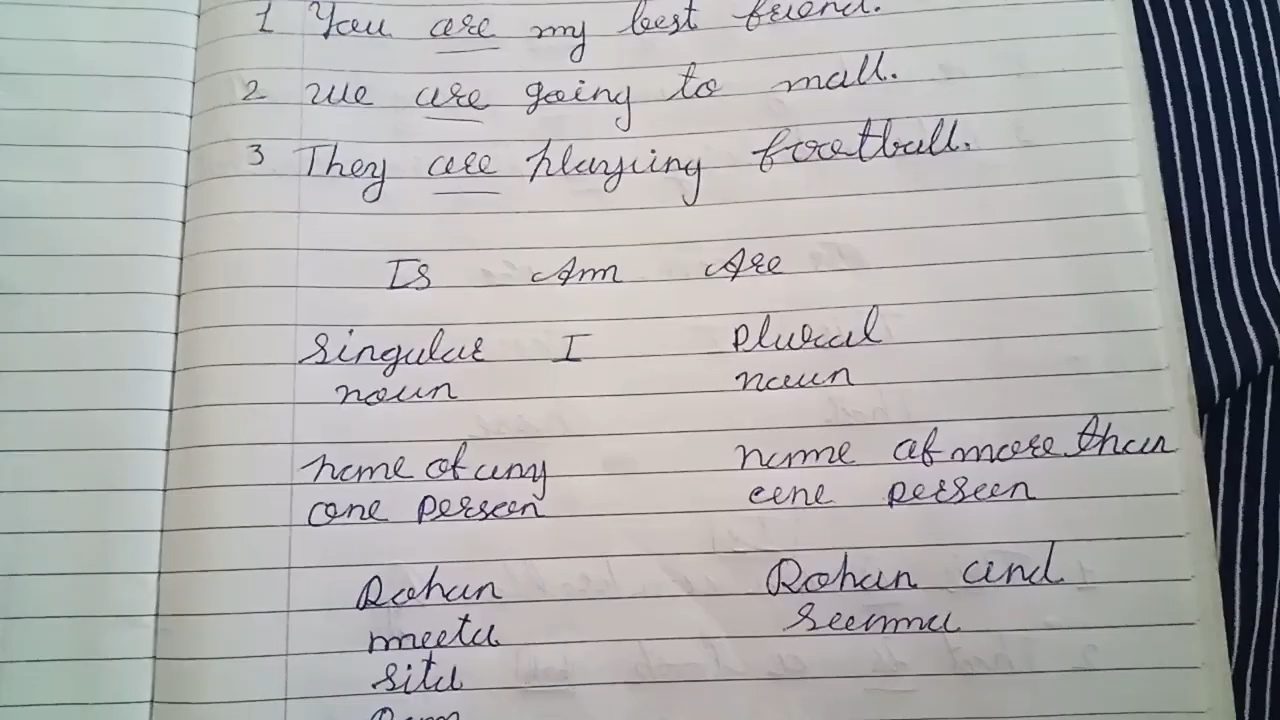 1 You are my best friend.
2 We are going to mall.
3 They are playing football.
Is Am Are
Singular I Plural
noun noun
name of any name of more than
one person one person
Rohan Rohan and
meeta Seema
sita